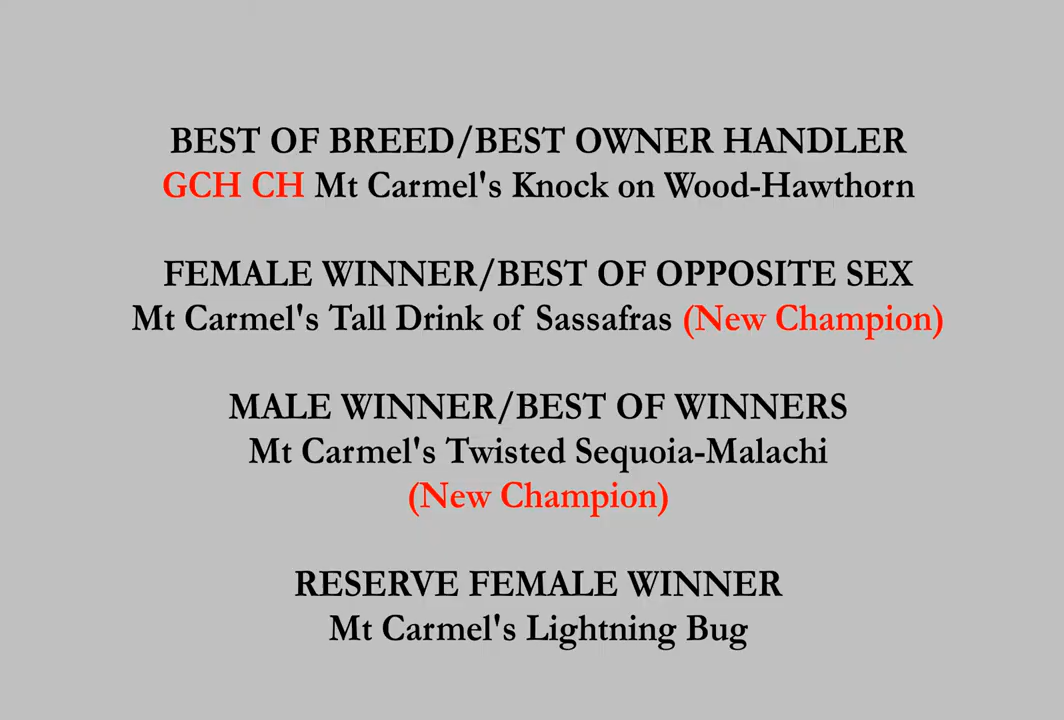 BEST OF BREED/BEST OWNER HANDLER
GCH CH Mt Carmel's Knock on Wood-Hawthorn
FEMALE WINNER/BEST OF OPPOSITE SEX
Mt Carmel's Tall Drink of Sassafras (New Champion)
MALE WINNER/BEST OF WINNERS
Mt Carmel's Twisted Sequoia-Malachi
(New Champion)
RESERVE FEMALE WINNER
Mt Carmel's Lightning Bug